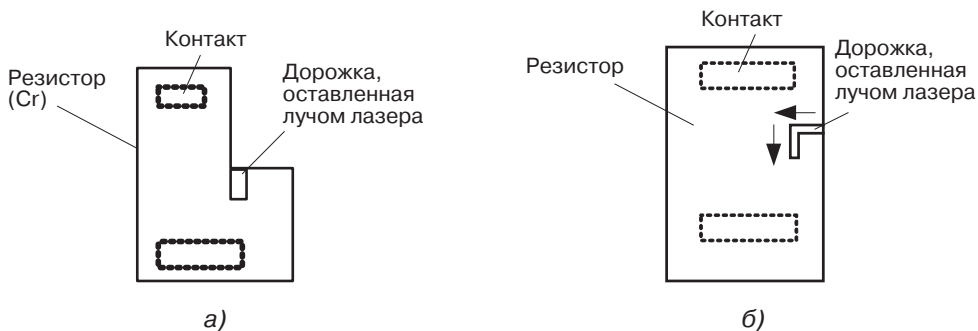 Контакт
Резистор
(Cr)
Дорожка,
оставленная
лучом лазера
а)
Контакт
Резистор
Дорожка,
оставленная
лучом лазера
б)